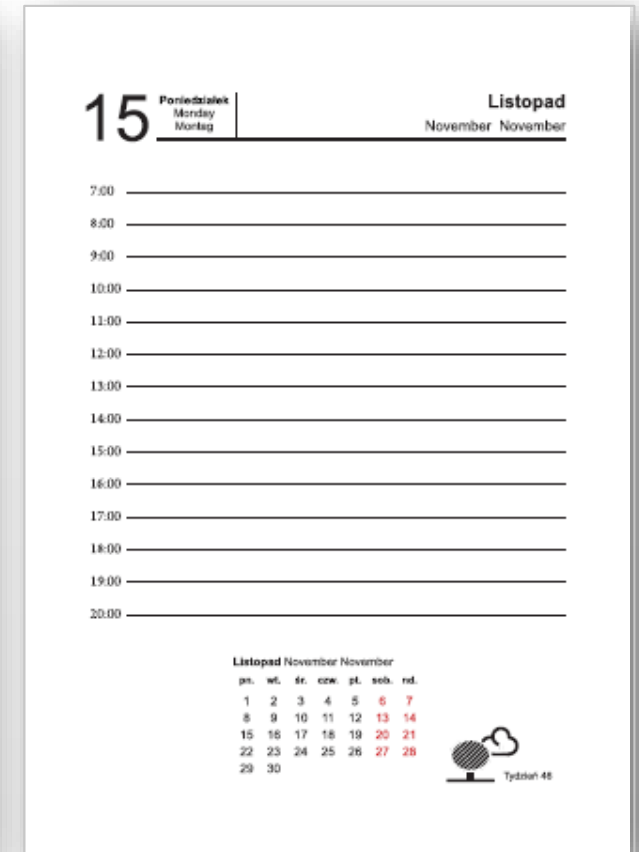 15
Poniedziałek
Monday
Montag
Listopad
November November
7:00
8:00
9:00
10:00
11:00
12:00
13:00
14:00
15:00
16:00
17:00
18:00
19:00
20:00
Listopad November November
pn. wt. śr. czw. pt. sob. nd.
1 2 3 4 5 6 7
8 9 10 11 12 13 14
15 16 17 18 19 20 21
22 23 24 25 26 27 28
29 30
Tydzień 46